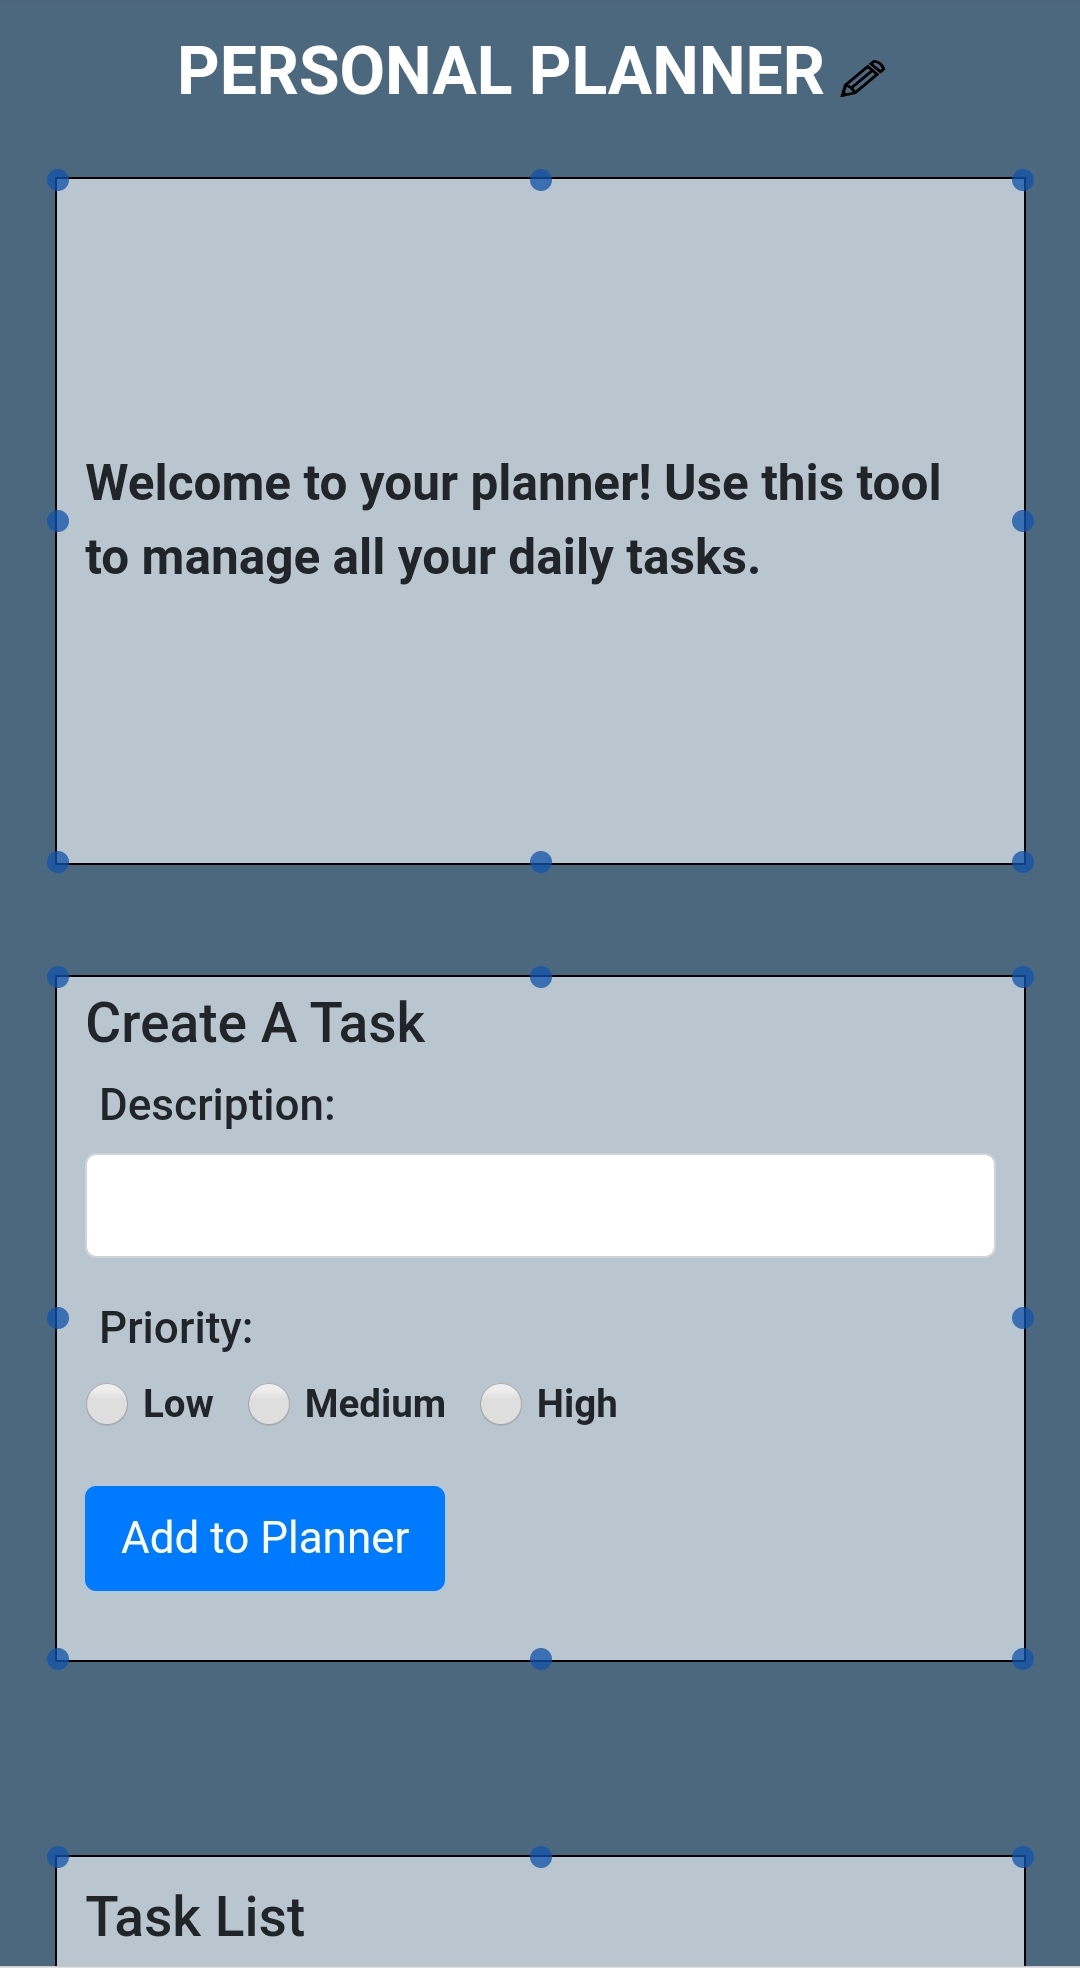 PERSONAL PLANNER ✏
Welcome to your planner! Use this tool
to manage all your daily tasks.
Create A Task
Description:
Priority:
Low Medium High
Add to Planner
Task List